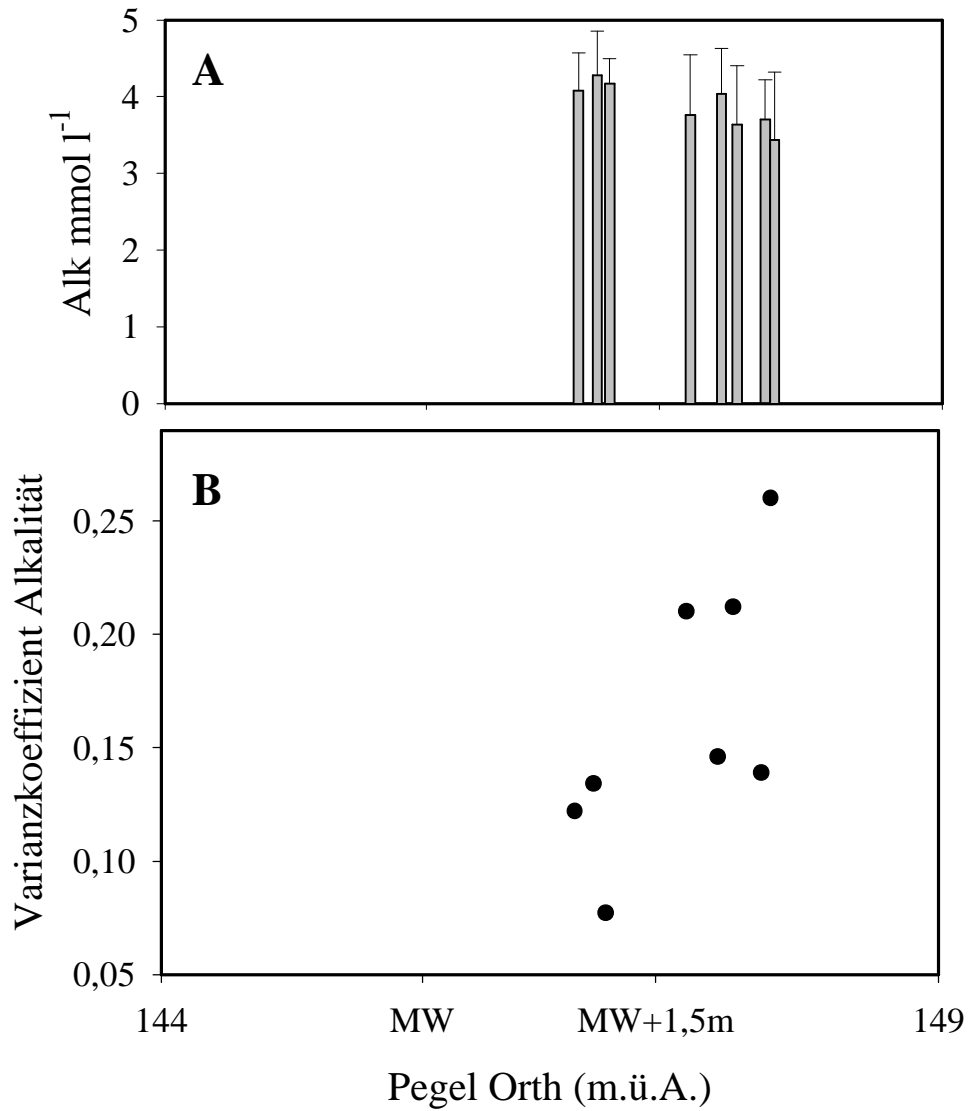 A
5
4
3
2
1
0
Alk mmol l⁻¹
B
0,25
0,20
0,15
0,10
0,05
Varianzkoeffizient Alkalität
144 MW MW+1,5m 149
Pegel Orth (m.ü.A.)